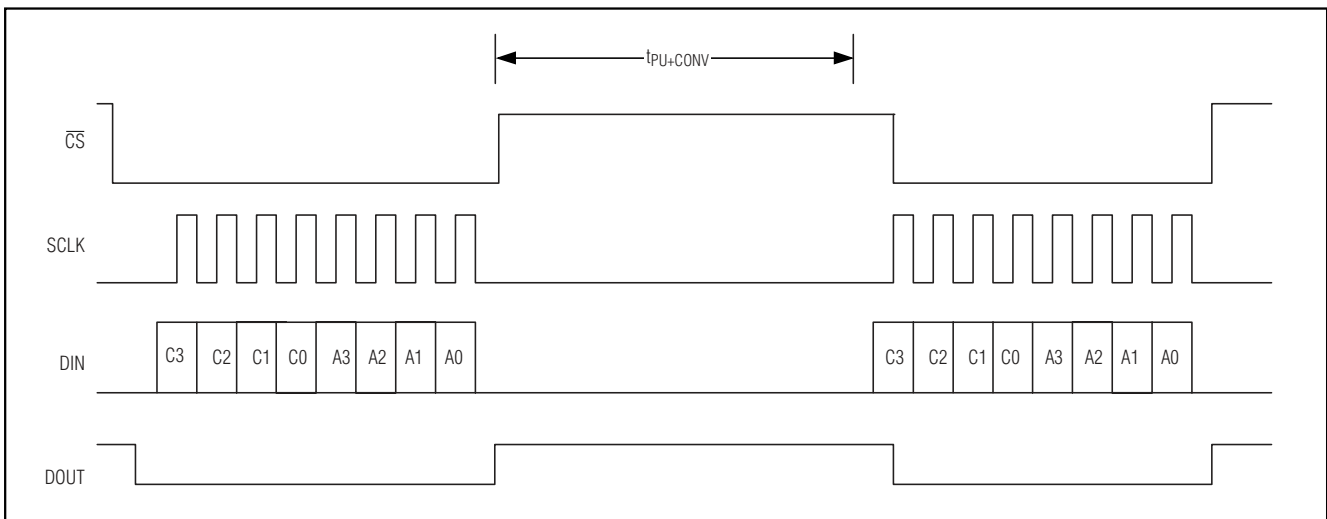 tPU+CONV
CS
SCLK
DIN
C3 C2 C1 C0 A3 A2 A1 A0 C3 C2 C1 C0 A3 A2 A1 A0
DOUT